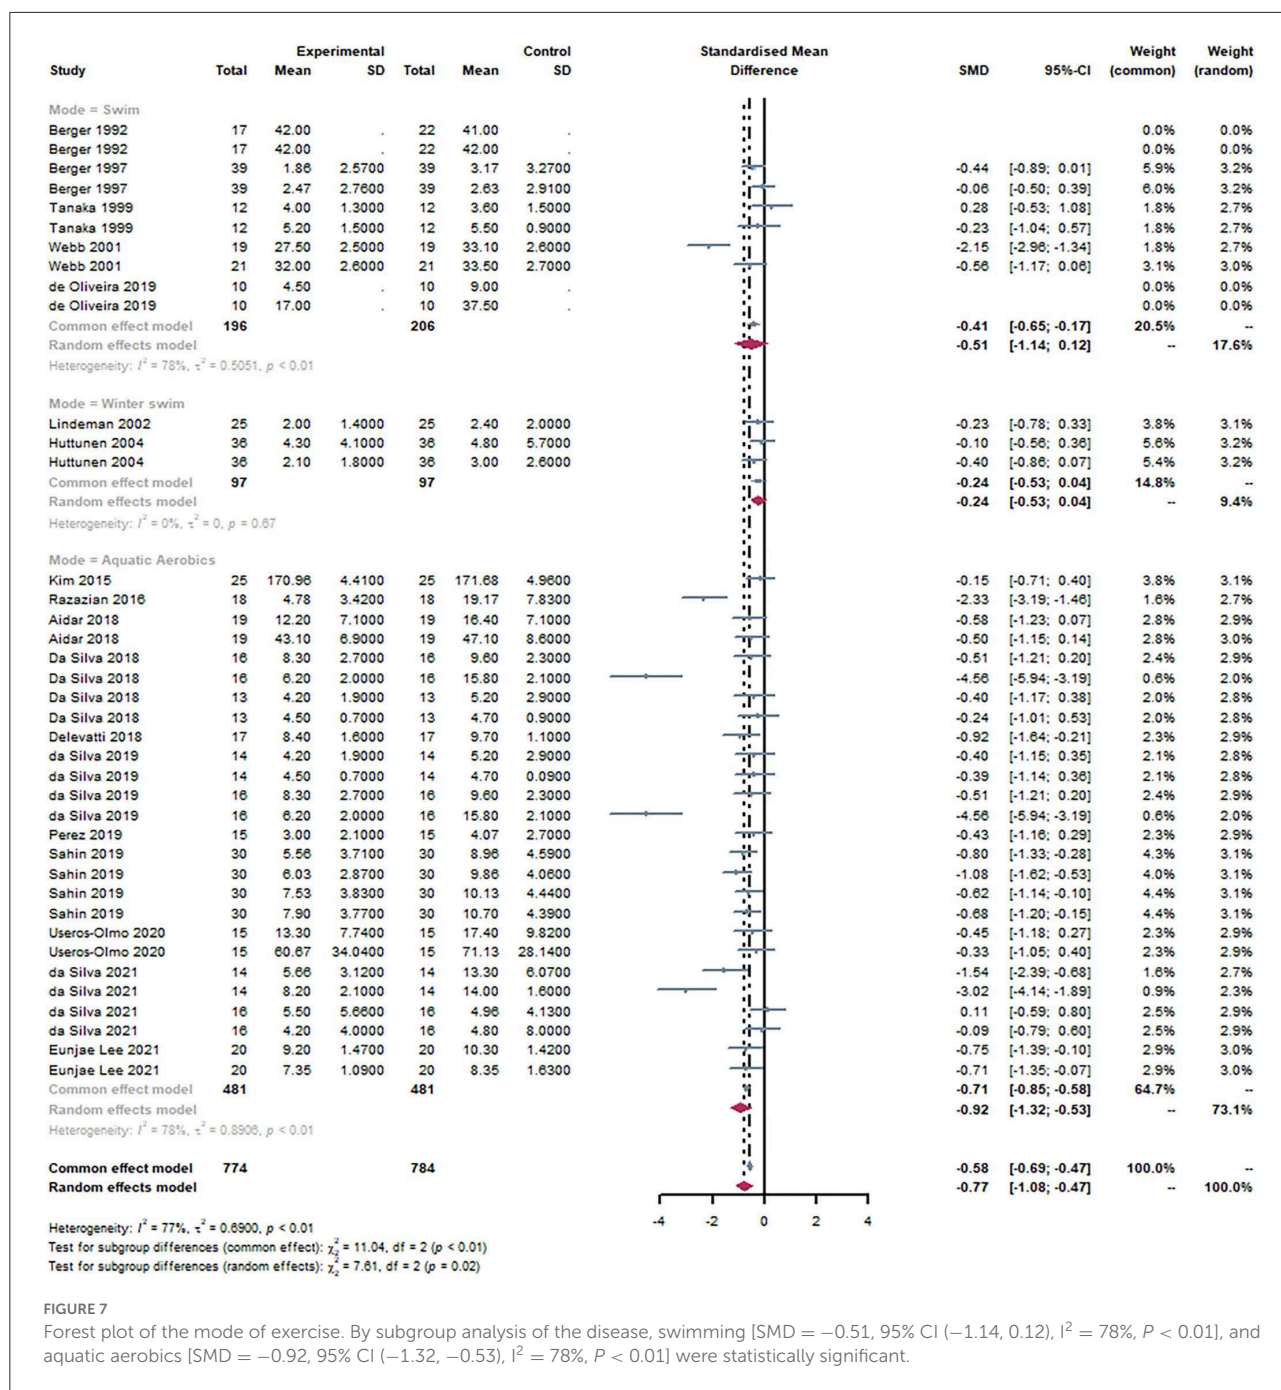 Experimental Control Standardised Mean Weight Weight
Study Total Mean SD Total Mean SD Difference SMD 95%-CI (common) (random)
Mode = Swim
Berger 1992 17 42.00 . 22 41.00 . 0.0% 0.0%
Berger 1992 17 42.00 . 22 42.00 . 0.0% 0.0%
Berger 1997 39 1.86 2.5700 39 3.17 3.2700 -0.44 [-0.89; 0.01] 5.9% 3.2%
Berger 1997 39 2.47 2.7600 39 2.63 2.9100 -0.06 [-0.50; 0.39] 6.0% 3.2%
Tanaka 1999 12 4.00 1.3000 12 3.60 1.5000 0.28 [-0.53; 1.08] 1.8% 2.7%
Tanaka 1999 12 5.20 1.5000 12 5.50 0.9000 -0.23 [-1.04; 0.57] 1.8% 2.7%
Webb 2001 19 27.50 2.5000 19 33.10 2.6000 -2.15 [-2.96; -1.34] 1.8% 2.7%
Webb 2001 21 32.00 2.6000 21 33.50 2.7000 -0.56 [-1.17; 0.06] 3.1% 3.0%
de Oliveira 2019 10 4.50 . 10 9.00 . 0.0% 0.0%
de Oliveira 2019 10 17.00 . 10 37.50 . 0.0% 0.0%
Common effect model 196 206 -0.41 [-0.65; -0.17] 20.5% --
Random effects model -0.51 [-1.14; 0.12] -- 17.6%
Heterogeneity: I² = 78%, τ² = 0.5051, p < 0.01
Mode = Winter swim
Lindeman 2002 25 2.00 1.4000 25 2.40 2.0000 -0.23 [-0.78; 0.33] 3.8% 3.1%
Huttunen 2004 36 4.30 4.1000 36 4.80 5.7000 -0.10 [-0.56; 0.36] 5.6% 3.2%
Huttunen 2004 36 2.10 1.8000 36 3.00 2.6000 -0.40 [-0.86; 0.07] 5.4% 3.2%
Common effect model 97 97 -0.24 [-0.53; 0.04] 14.8% --
Random effects model -0.24 [-0.53; 0.04] -- 9.4%
Heterogeneity: I² = 0%, τ² = 0, p = 0.67
Mode = Aquatic Aerobics
Kim 2015 25 170.96 4.4100 25 171.68 4.9600 -0.15 [-0.71; 0.40] 3.8% 3.1%
Razazian 2016 18 4.78 3.4200 18 19.17 7.8300 -2.33 [-3.19; -1.46] 1.6% 2.7%
Aidar 2018 19 12.20 7.1000 19 16.40 7.1000 -0.58 [-1.23; 0.07] 2.8% 2.9%
Aidar 2018 19 43.10 6.9000 19 47.10 8.6000 -0.50 [-1.15; 0.14] 2.8% 3.0%
Da Silva 2018 16 8.30 2.7000 16 9.60 2.3000 -0.51 [-1.21; 0.20] 2.4% 2.9%
Da Silva 2018 16 6.20 2.0000 16 15.80 2.1000 -4.56 [-5.94; -3.19] 0.6% 2.0%
Da Silva 2018 13 4.20 1.9000 13 5.20 2.9000 -0.40 [-1.17; 0.38] 2.0% 2.8%
Da Silva 2018 13 4.50 0.7000 13 4.70 0.9000 -0.24 [-1.01; 0.53] 2.0% 2.8%
Delevatti 2018 17 8.40 1.6000 17 9.70 1.1000 -0.92 [-1.64; -0.21] 2.3% 2.9%
da Silva 2019 14 4.20 1.9000 14 5.20 2.9000 -0.40 [-1.15; 0.35] 2.1% 2.8%
da Silva 2019 14 4.50 0.7000 14 4.70 0.0900 -0.39 [-1.14; 0.36] 2.1% 2.8%
da Silva 2019 16 8.30 2.7000 16 9.60 2.3000 -0.51 [-1.21; 0.20] 2.4% 2.9%
da Silva 2019 16 6.20 2.0000 16 15.80 2.1000 -4.56 [-5.94; -3.19] 0.6% 2.0%
Perez 2019 15 3.00 2.1000 15 4.07 2.7000 -0.43 [-1.16; 0.29] 2.3% 2.9%
Sahin 2019 30 5.56 3.7100 30 8.96 4.5900 -0.80 [-1.33; -0.28] 4.3% 3.1%
Sahin 2019 30 6.03 2.8700 30 9.86 4.0600 -1.08 [-1.62; -0.53] 4.0% 3.1%
Sahin 2019 30 7.53 3.8300 30 10.13 4.4400 -0.62 [-1.14; -0.10] 4.4% 3.1%
Sahin 2019 30 7.90 3.7700 30 10.70 4.3900 -0.68 [-1.20; -0.15] 4.4% 3.1%
Useros-Olmo 2020 15 13.30 7.7400 15 17.40 9.8200 -0.45 [-1.18; 0.27] 2.3% 2.9%
Useros-Olmo 2020 15 60.67 34.0400 15 71.13 28.1400 -0.33 [-1.05; 0.40] 2.3% 2.9%
da Silva 2021 14 5.66 3.1200 14 13.30 6.0700 -1.54 [-2.39; -0.68] 1.6% 2.7%
da Silva 2021 14 8.20 2.1000 14 14.00 1.6000 -3.02 [-4.14; -1.89] 0.9% 2.3%
da Silva 2021 16 5.50 5.6600 16 4.96 4.1300 0.11 [-0.59; 0.80] 2.5% 2.9%
da Silva 2021 16 4.20 4.0000 16 4.80 8.0000 -0.09 [-0.79; 0.60] 2.5% 2.9%
Eunjae Lee 2021 20 9.20 1.4700 20 10.30 1.4200 -0.75 [-1.39; -0.10] 2.9% 3.0%
Eunjae Lee 2021 20 7.35 1.0900 20 8.35 1.6300 -0.71 [-1.35; -0.07] 2.9% 3.0%
Common effect model 481 481 -0.71 [-0.85; -0.58] 64.7% --
Random effects model -0.92 [-1.32; -0.53] -- 73.1%
Heterogeneity: I² = 78%, τ² = 0.8906, p < 0.01
Common effect model 774 784 -0.58 [-0.69; -0.47] 100.0% --
Random effects model -0.77 [-1.08; -0.47] -- 100.0%
-4 -2 0 2 4
Heterogeneity: I² = 77%, τ² = 0.6900, p < 0.01
Test for subgroup differences (common effect): χ²₂ = 11.04, df = 2 (p < 0.01)
Test for subgroup differences (random effects): χ²₂ = 7.61, df = 2 (p = 0.02)
FIGURE 7
Forest plot of the mode of exercise. By subgroup analysis of the disease, swimming [SMD = −0.51, 95% CI (−1.14, 0.12), I² = 78%, P < 0.01], and
aquatic aerobics [SMD = −0.92, 95% CI (−1.32, −0.53), I² = 78%, P < 0.01] were statistically significant.